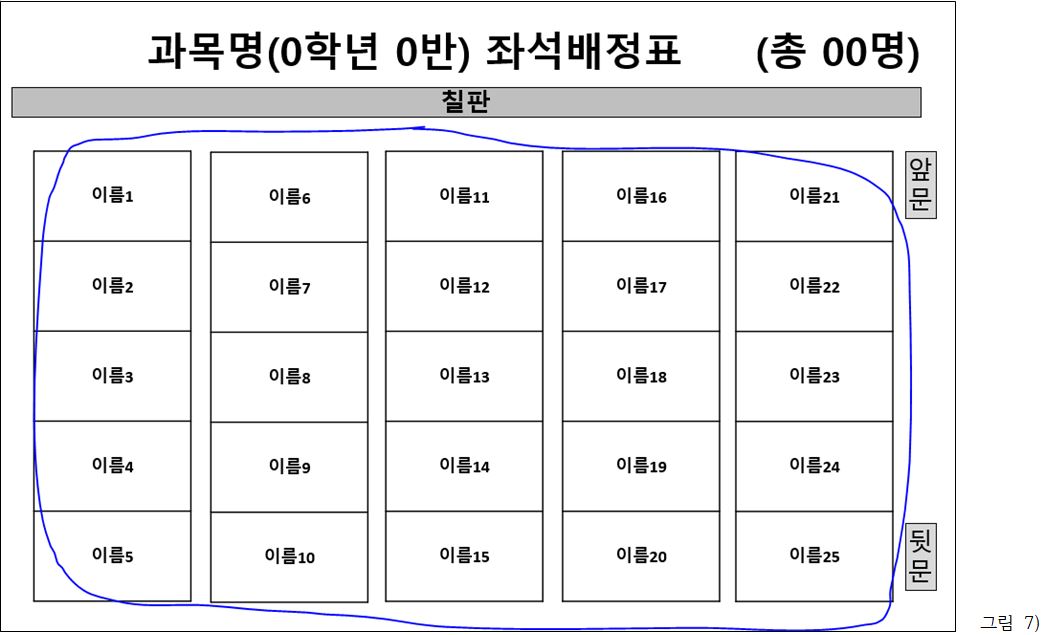 과목명(0학년 0반) 좌석배정표 (총 00명)
칠판
이름1 이름6 이름11 이름16 이름21 앞문
이름2 이름7 이름12 이름17 이름22
이름3 이름8 이름13 이름18 이름23
이름4 이름9 이름14 이름19 이름24
이름5 이름10 이름15 이름20 이름25 뒷문
그림 7)